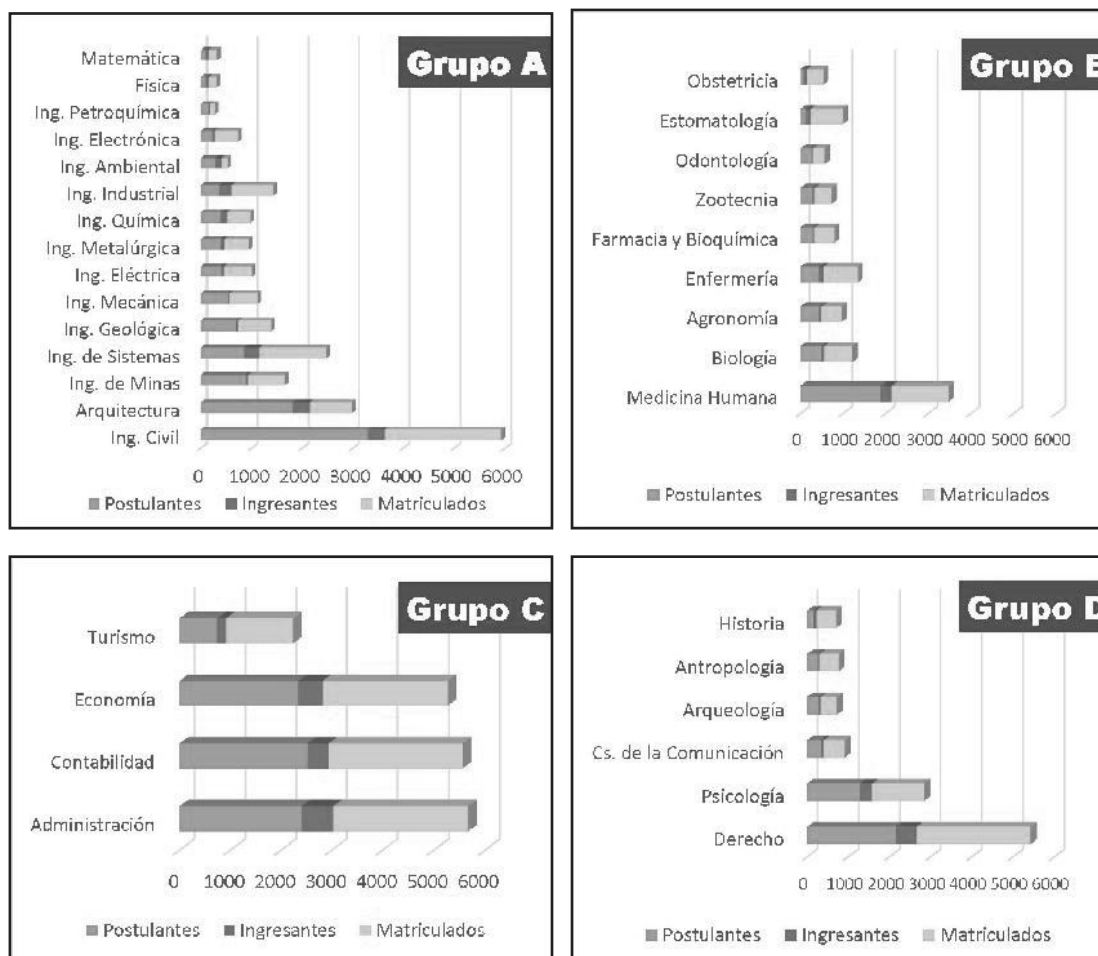 Grupo A
Matemática
Física
Ing. Petroquímica
Ing. Electrónica
Ing. Ambiental
Ing. Industrial
Ing. Química
Ing. Metalúrgica
Ing. Eléctrica
Ing. Mecánica
Ing. Geológica
Ing. de Sistemas
Ing. de Minas
Arquitectura
Ing. Civil
0 1000 2000 3000 4000 5000 6000
Postulantes Ingresantes Matriculados
Grupo B
Obstetricia
Estomatología
Odontología
Zootecnia
Farmacia y Bioquímica
Enfermería
Agronomía
Biología
Medicina Humana
0 1000 2000 3000 4000 5000 6000
Postulantes Ingresantes Matriculados
Grupo C
Turismo
Economía
Contabilidad
Administración
0 1000 2000 3000 4000 5000 6000
Postulantes Ingresantes Matriculados
Grupo D
Historia
Antropología
Arqueología
Cs. de la Comunicación
Psicología
Derecho
0 1000 2000 3000 4000 5000 6000
Postulantes Ingresantes Matriculados